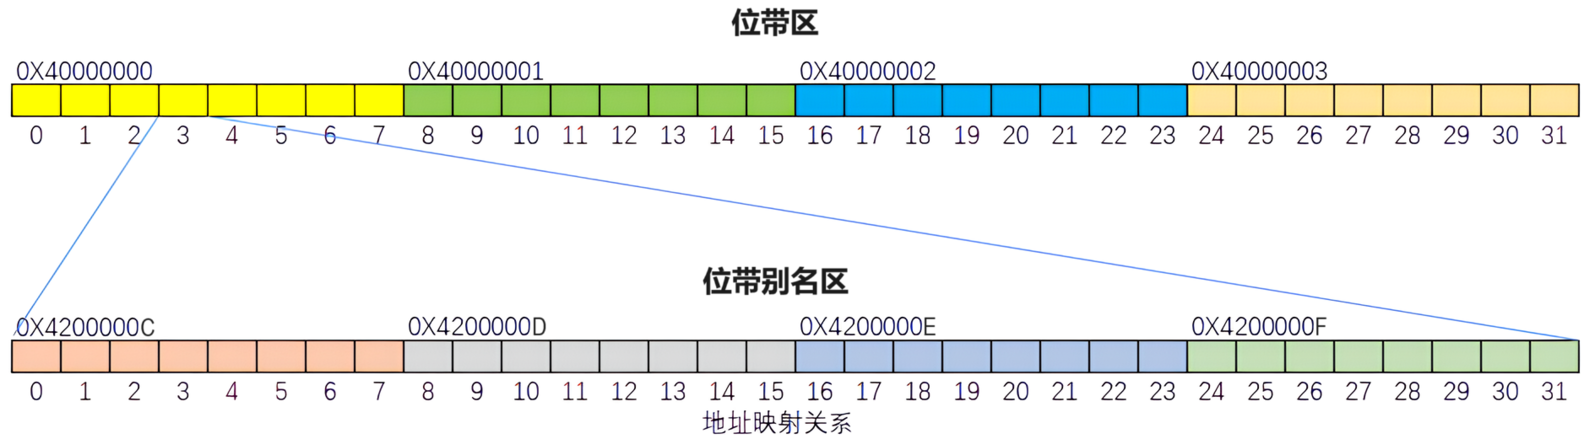 位带区
0X40000000 0X40000001 0X40000002 0X40000003
0 1 2 3 4 5 6 7 8 9 10 11 12 13 14 15 16 17 18 19 20 21 22 23 24 25 26 27 28 29 30 31
位带别名区
0X4200000C 0X4200000D 0X4200000E 0X4200000F
0 1 2 3 4 5 6 7 8 9 10 11 12 13 14 15 16 17 18 19 20 21 22 23 24 25 26 27 28 29 30 31
地址映射关系